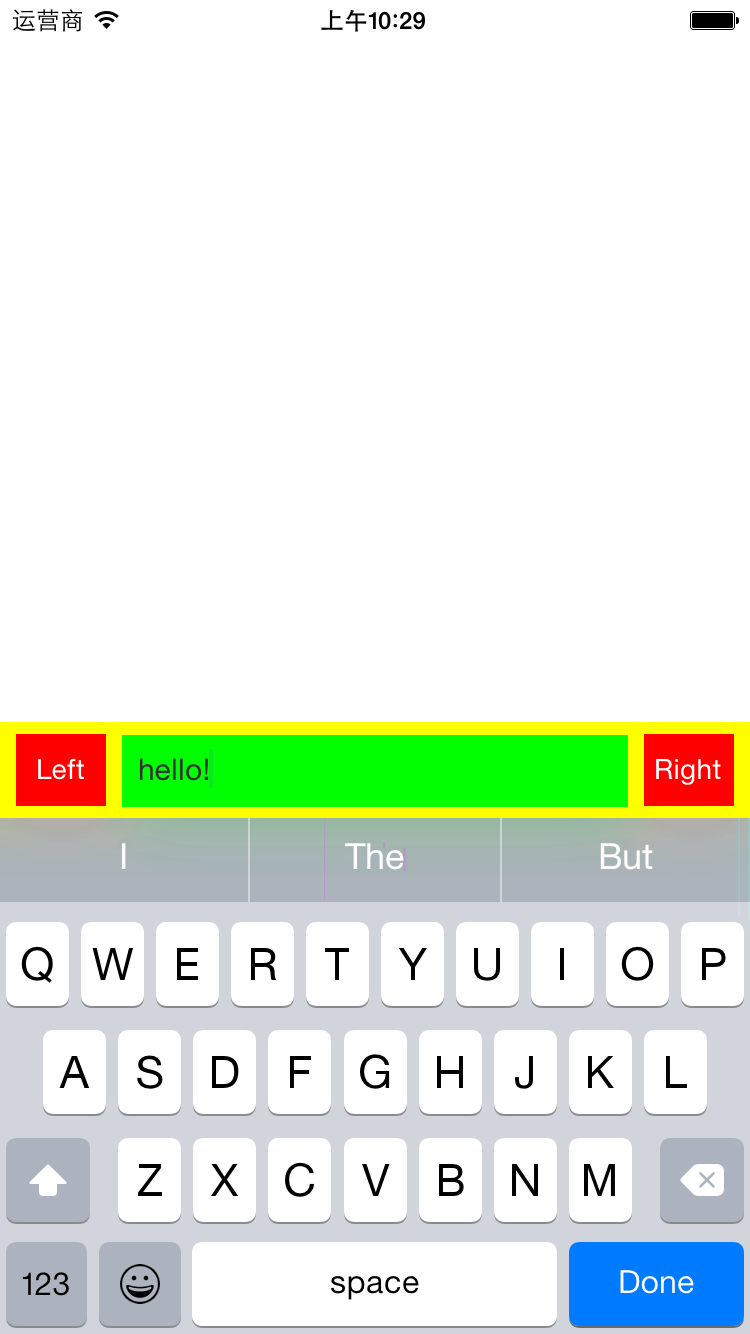 运营商 上午10:29
Left hello! Right
I The But
Q W E R T Y U I O P
A S D F G H J K L
Z X C V B N M
123 space Done